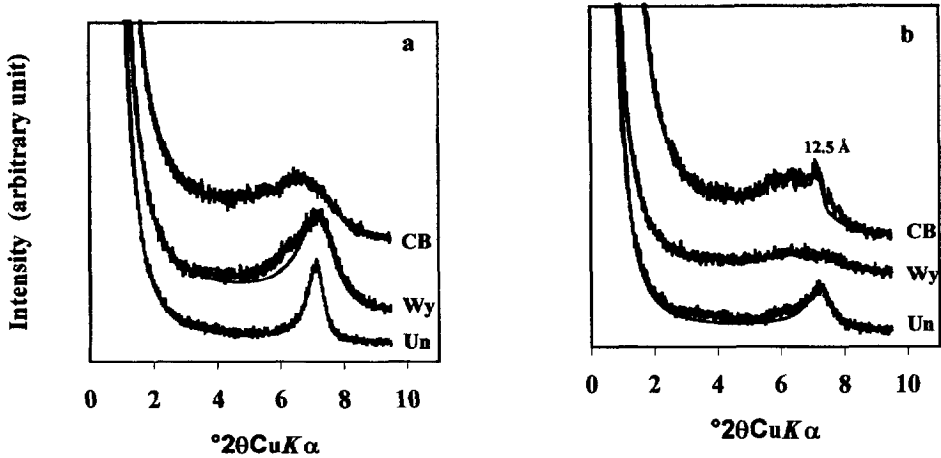 Intensity (arbitrary unit)
a
CB
Wy
Un
0 2 4 6 8 10
°2θCuKα
b
12.5 Å
CB
Wy
Un
0 2 4 6 8 10
°2θCuKα